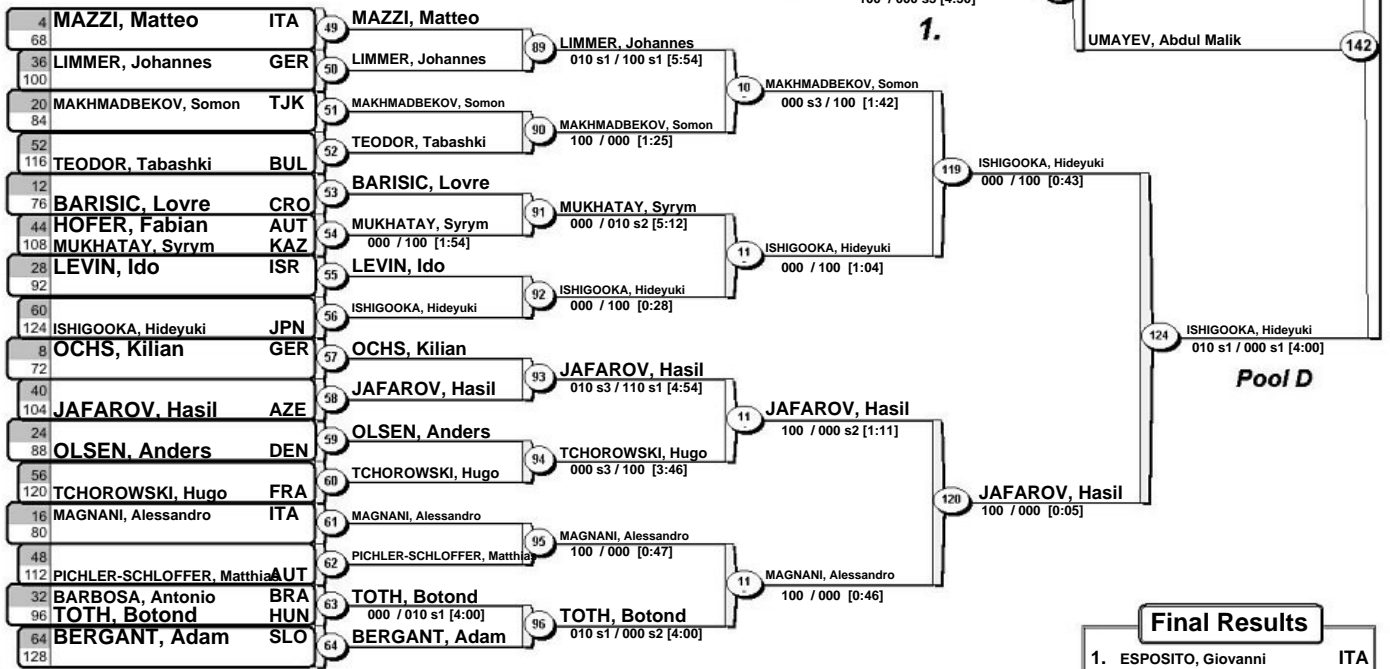 1.
UMAYEV, Abdul Malik
142
4 MAZZI, Matteo ITA
68
36 LIMMER, Johannes GER
100
20 MAKHMADBEKOV, Somon TJK
84
52
116 TEODOR, Tabashki BUL
12
76 BARISIC, Lovre CRO
44 HOFER, Fabian AUT
108 MUKHATAY, Syrym KAZ
28 LEVIN, Ido ISR
92
60
124 ISHIGOOKA, Hideyuki JPN
8 OCHS, Kilian GER
72
40
104 JAFAROV, Hasil AZE
24
88 OLSEN, Anders DEN
56
120 TCHOROWSKI, Hugo FRA
16 MAGNANI, Alessandro ITA
80
48
112 PICHLER-SCHLOFFER, Matthias AUT
32 BARBOSA, Antonio BRA
96 TOTH, Botond HUN
64 BERGANT, Adam SLO
128
49 MAZZI, Matteo
50 LIMMER, Johannes
51 MAKHMADBEKOV, Somon
52 TEODOR, Tabashki
53 BARISIC, Lovre
54 MUKHATAY, Syrym
000 / 100 [1:54]
55 LEVIN, Ido
56 ISHIGOOKA, Hideyuki
57 OCHS, Kilian
58 JAFAROV, Hasil
59 OLSEN, Anders
60 TCHOROWSKI, Hugo
61 MAGNANI, Alessandro
62 PICHLER-SCHLOFFER, Matthias
63 TOTH, Botond
000 / 010 s1 [4:00]
64 BERGANT, Adam
89 LIMMER, Johannes
010 s1 / 100 s1 [5:54]
90 MAKHMADBEKOV, Somon
100 / 000 [1:25]
91 MUKHATAY, Syrym
000 / 010 s2 [5:12]
92 ISHIGOOKA, Hideyuki
000 / 100 [0:28]
93 JAFAROV, Hasil
010 s3 / 110 s1 [4:54]
94 TCHOROWSKI, Hugo
000 s3 / 100 [3:46]
95 MAGNANI, Alessandro
100 / 000 [0:47]
96 TOTH, Botond
010 s1 / 000 s2 [4:00]
10 MAKHMADBEKOV, Somon
000 s3 / 100 [1:42]
11 ISHIGOOKA, Hideyuki
000 / 100 [1:04]
11 JAFAROV, Hasil
100 / 000 s2 [1:11]
11 MAGNANI, Alessandro
100 / 000 [0:46]
119 ISHIGOOKA, Hideyuki
000 / 100 [0:43]
120 JAFAROV, Hasil
100 / 000 [0:05]
124 ISHIGOOKA, Hideyuki
010 s1 / 000 s1 [4:00]
Pool D
Final Results
1. ESPOSITO, Giovanni ITA